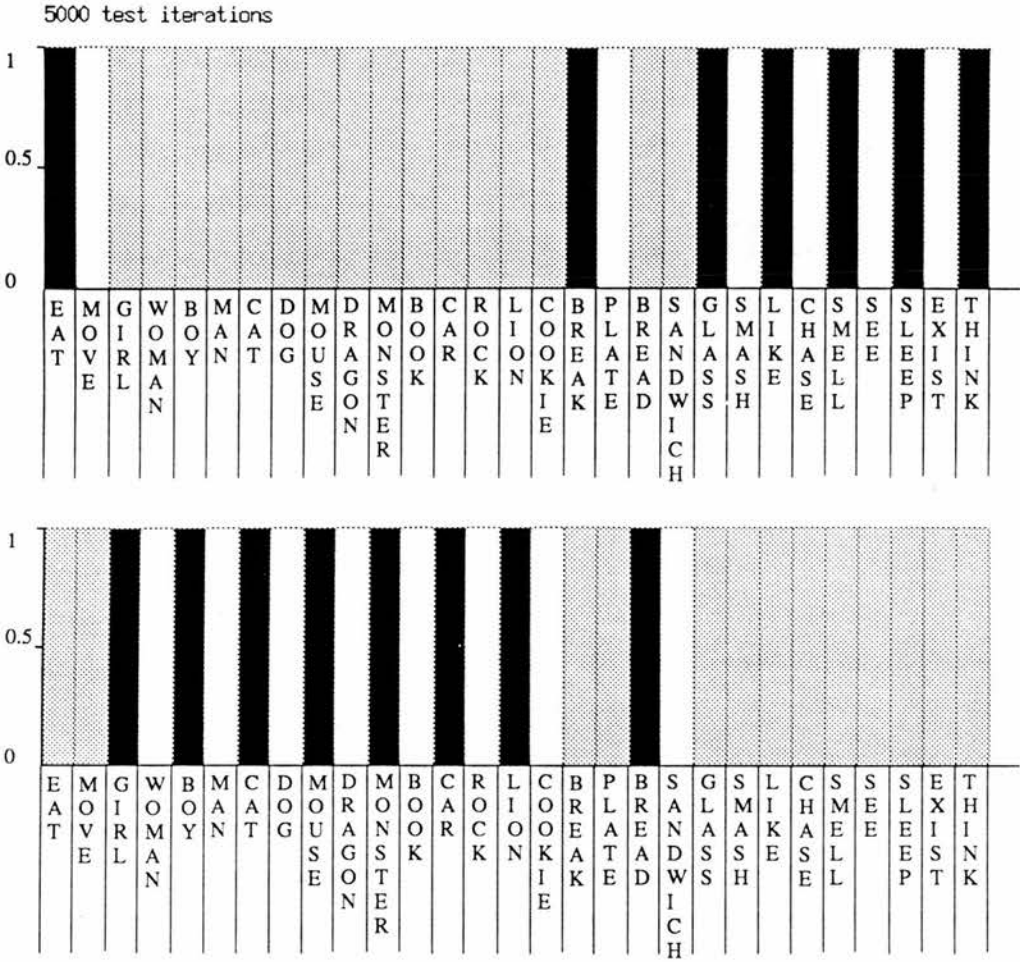 5000 test iterations
1
0.5
0
EAT MOVE GIRL WOMAN BOY MAN CAT DOG MOUSE DRAGON MONSTER BOOK CAR ROCK LION COOKIE BREAK PLATE BREAD SANDWICH GLASS SMASH LIKE CHASE SMELL SEE SLEEP EXIST THINK
1
0.5
0
EAT MOVE GIRL WOMAN BOY MAN CAT DOG MOUSE DRAGON MONSTER BOOK CAR ROCK LION COOKIE BREAK PLATE BREAD SANDWICH GLASS SMASH LIKE CHASE SMELL SEE SLEEP EXIST THINK